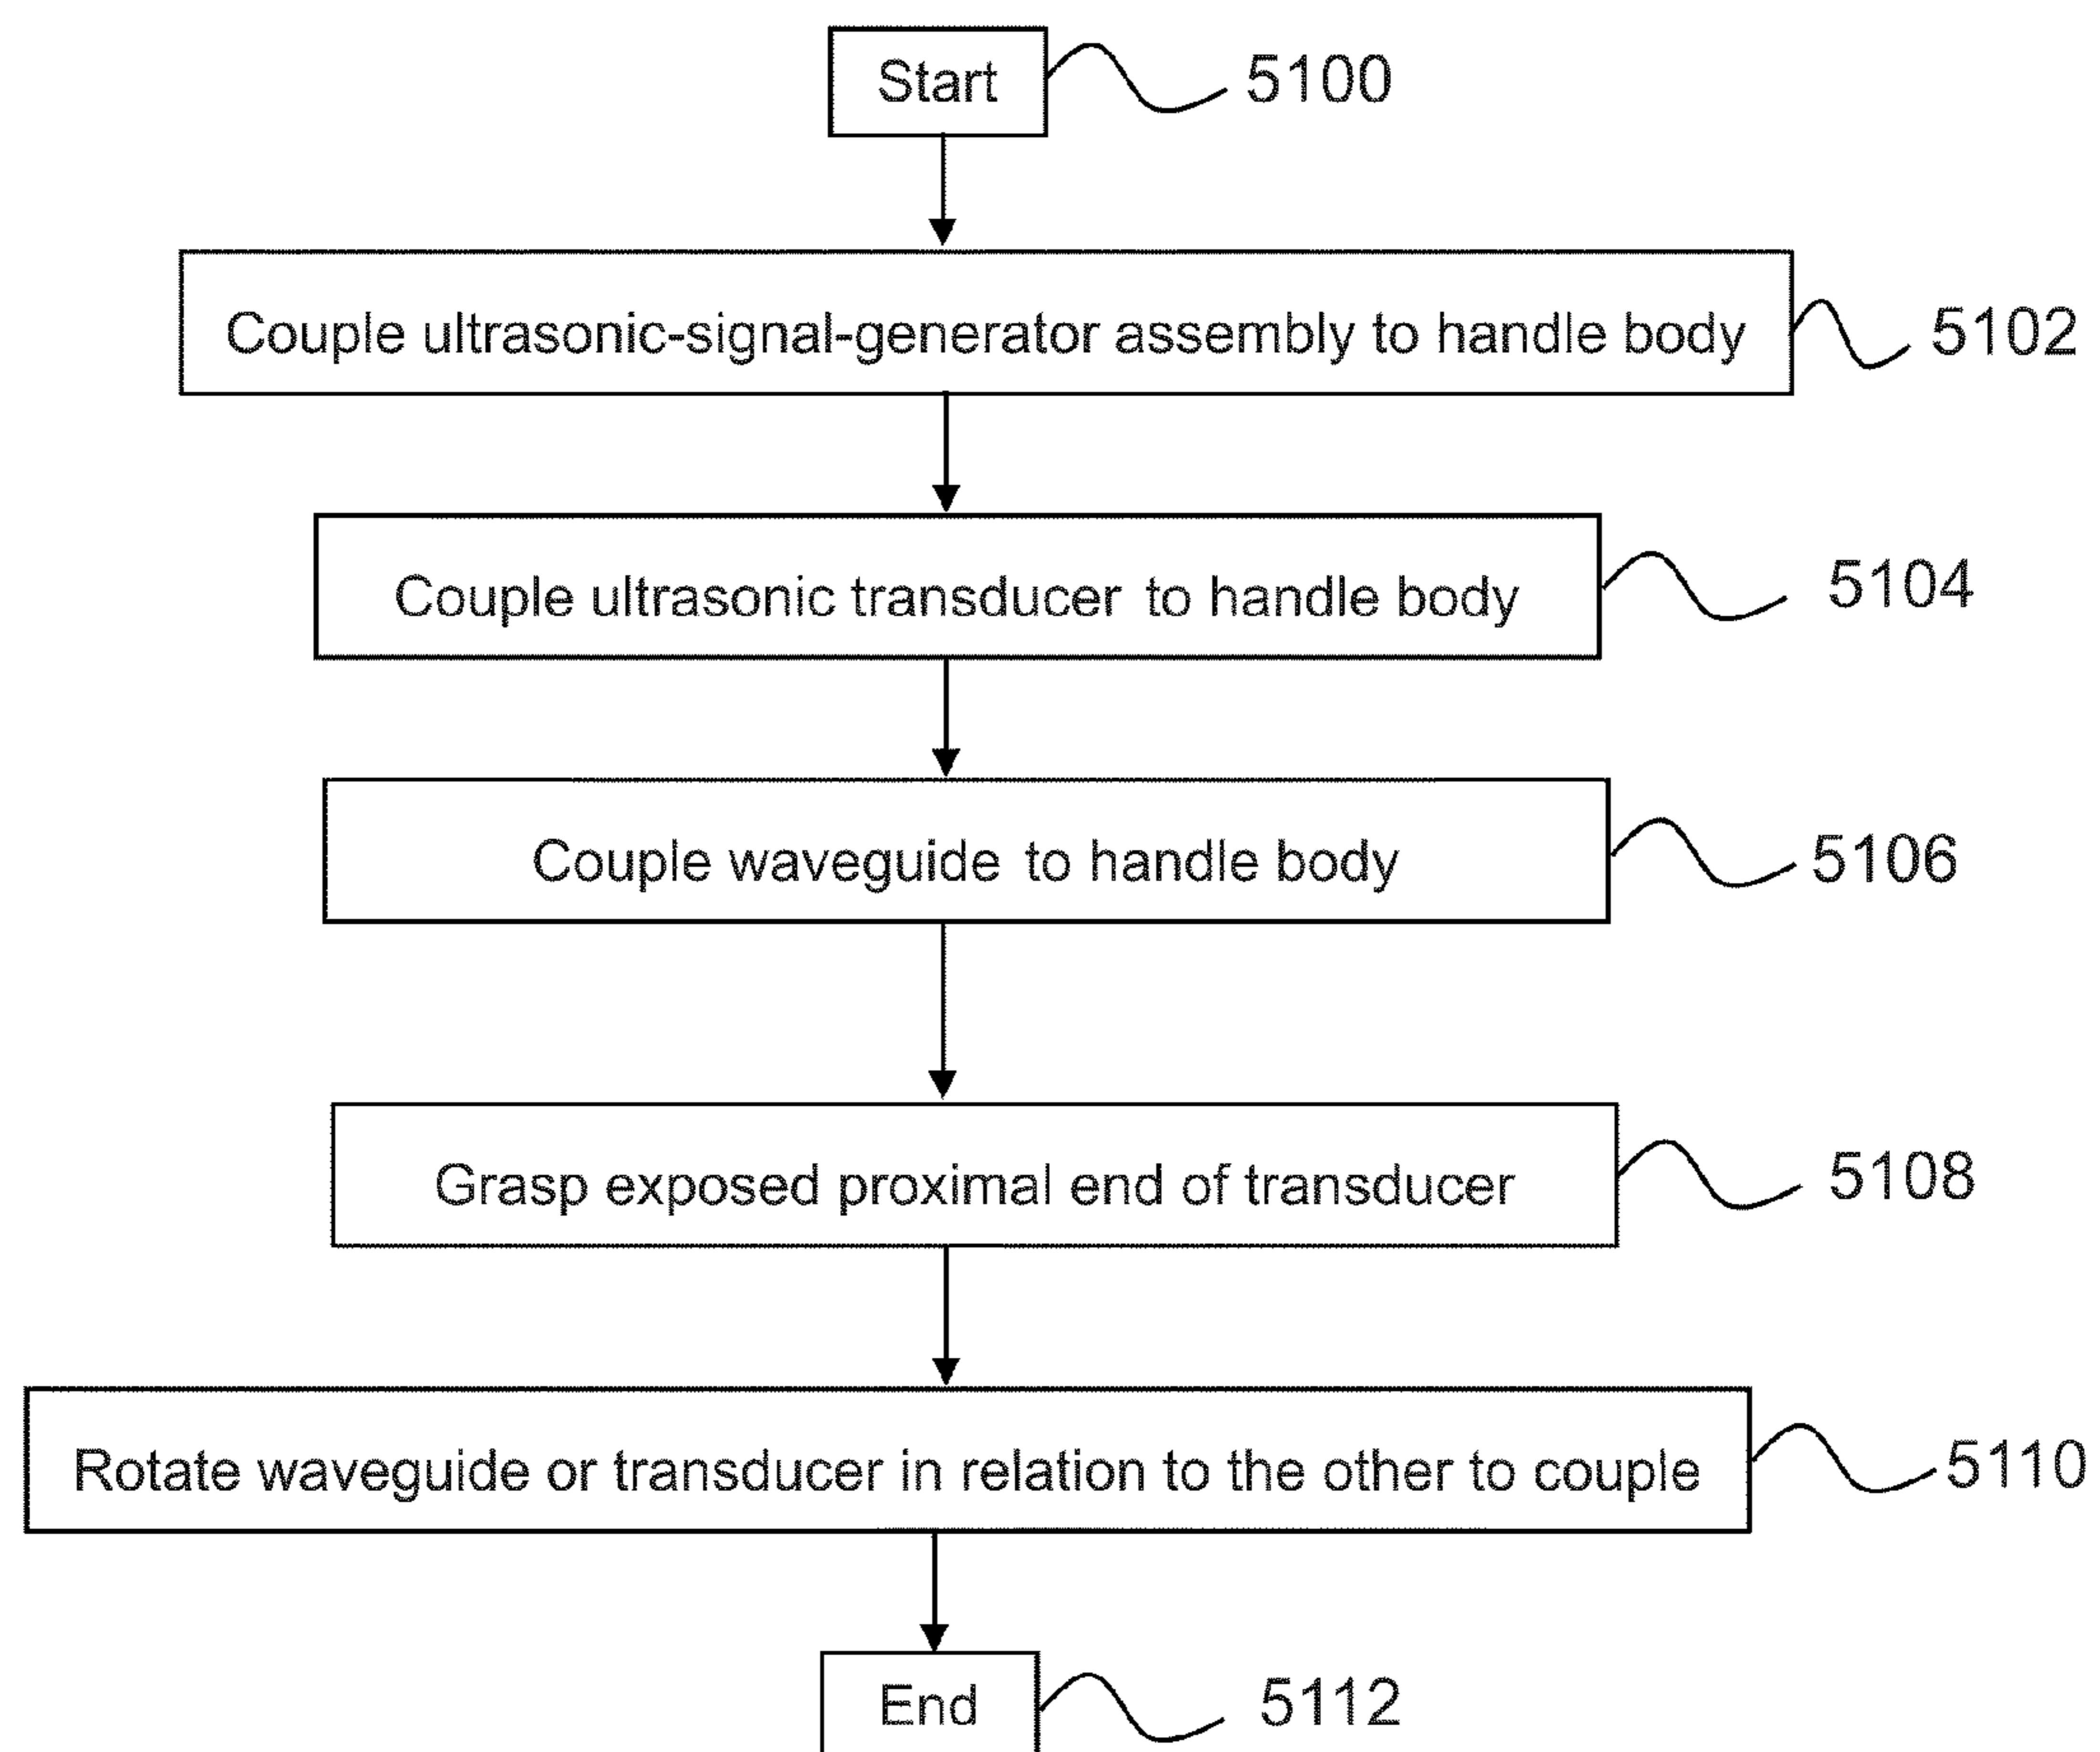 Start
5100
Couple ultrasonic-signal-generator assembly to handle body
5102
Couple ultrasonic transducer to handle body
5104
Couple waveguide to handle body
5106
Grasp exposed proximal end of transducer
5108
Rotate waveguide or transducer in relation to the other to couple
5110
End
5112